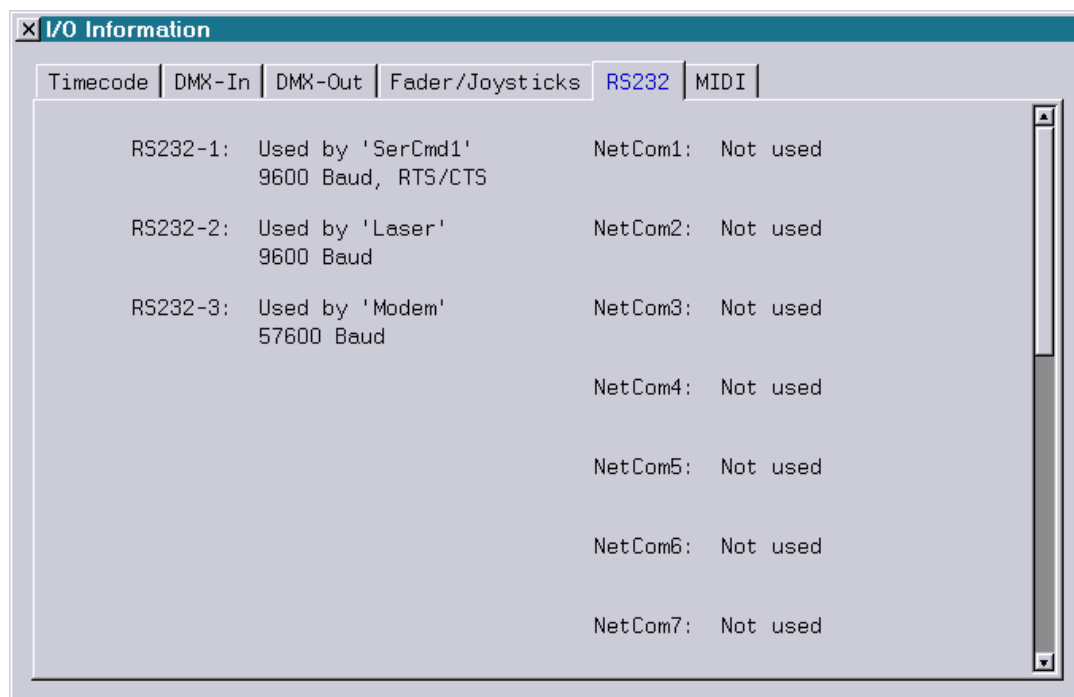 I/O Information
Timecode DMX-In DMX-Out Fader/Joysticks RS232 MIDI
RS232-1: Used by 'SerCmd1' NetCom1: Not used
9600 Baud, RTS/CTS
RS232-2: Used by 'Laser' NetCom2: Not used
9600 Baud
RS232-3: Used by 'Modem' NetCom3: Not used
57600 Baud
NetCom4: Not used
NetCom5: Not used
NetCom6: Not used
NetCom7: Not used